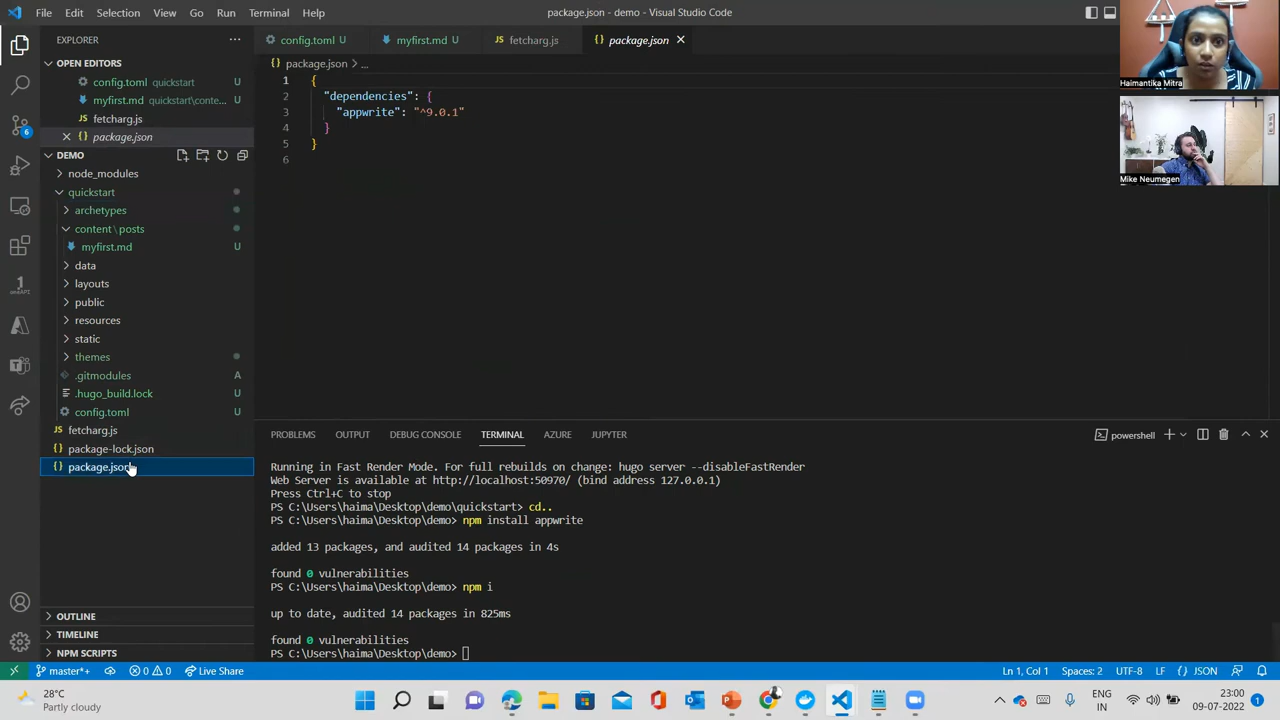 File Edit Selection View Go Run Terminal Help
package.json - demo - Visual Studio Code
EXPLORER
config.toml U
myfirst.md U
fetcharg.js
package.json
OPEN EDITORS
config.toml quickstart U
myfirst.md quickstart\conte... U
fetcharg.js
package.json
DEMO
node_modules
quickstart
archetypes
content\posts
myfirst.md U
data
layouts
public
resources
static
themes
.gitmodules A
.hugo_build.lock U
config.toml U
fetcharg.js
package-lock.json
package.json
OUTLINE
TIMELINE
NPM SCRIPTS
6
package.json > ...
1 {
2 "dependencies": {
3 "appwrite": "^9.0.1"
4 }
5 }
6
Haimantika Mitra
Mike Neumegen
PROBLEMS OUTPUT DEBUG CONSOLE TERMINAL AZURE JUPYTER
powershell
Running in Fast Render Mode. For full rebuilds on change: hugo server --disableFastRender
Web Server is available at http://localhost:50970/ (bind address 127.0.0.1)
Press Ctrl+C to stop
PS C:\Users\haima\Desktop\demo\quickstart> cd..
PS C:\Users\haima\Desktop\demo> npm install appwrite
added 13 packages, and audited 14 packages in 4s
found 0 vulnerabilities
PS C:\Users\haima\Desktop\demo> npm i
up to date, audited 14 packages in 825ms
found 0 vulnerabilities
PS C:\Users\haima\Desktop\demo>
master*+ 0 0 Live Share
Ln 1, Col 1 Spaces: 2 UTF-8 LF {} JSON
28°C
Partly cloudy
ENG
IN
23:00
09-07-2022
1